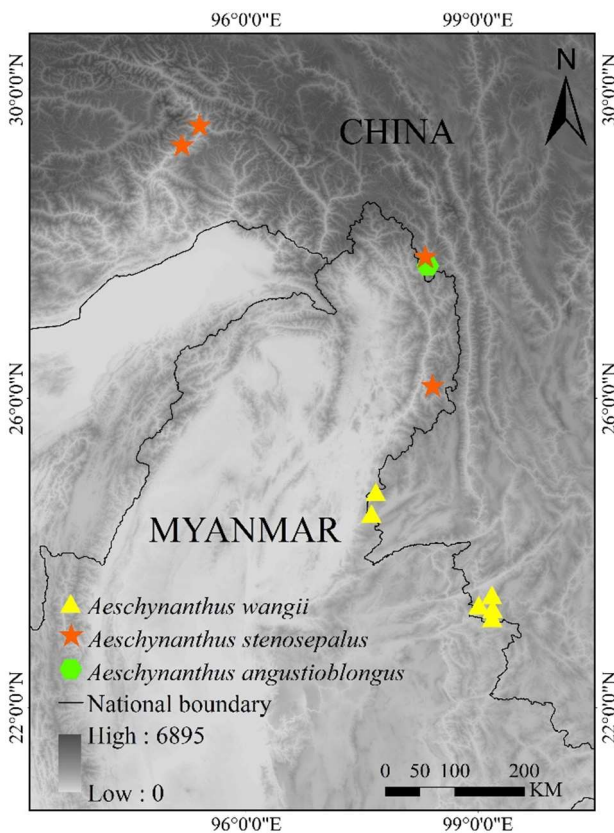 96°0'0"E 99°0'0"E
30°0'0"N 30°0'0"N
N
CHINA
26°0'0"N 26°0'0"N
MYANMAR
Aeschynanthus wangii
Aeschynanthus stenosepalus
Aeschynanthus angustioblongus
National boundary
22°0'0"N 22°0'0"N
High : 6895
Low : 0
0 50 100 200
KM
96°0'0"E 99°0'0"E